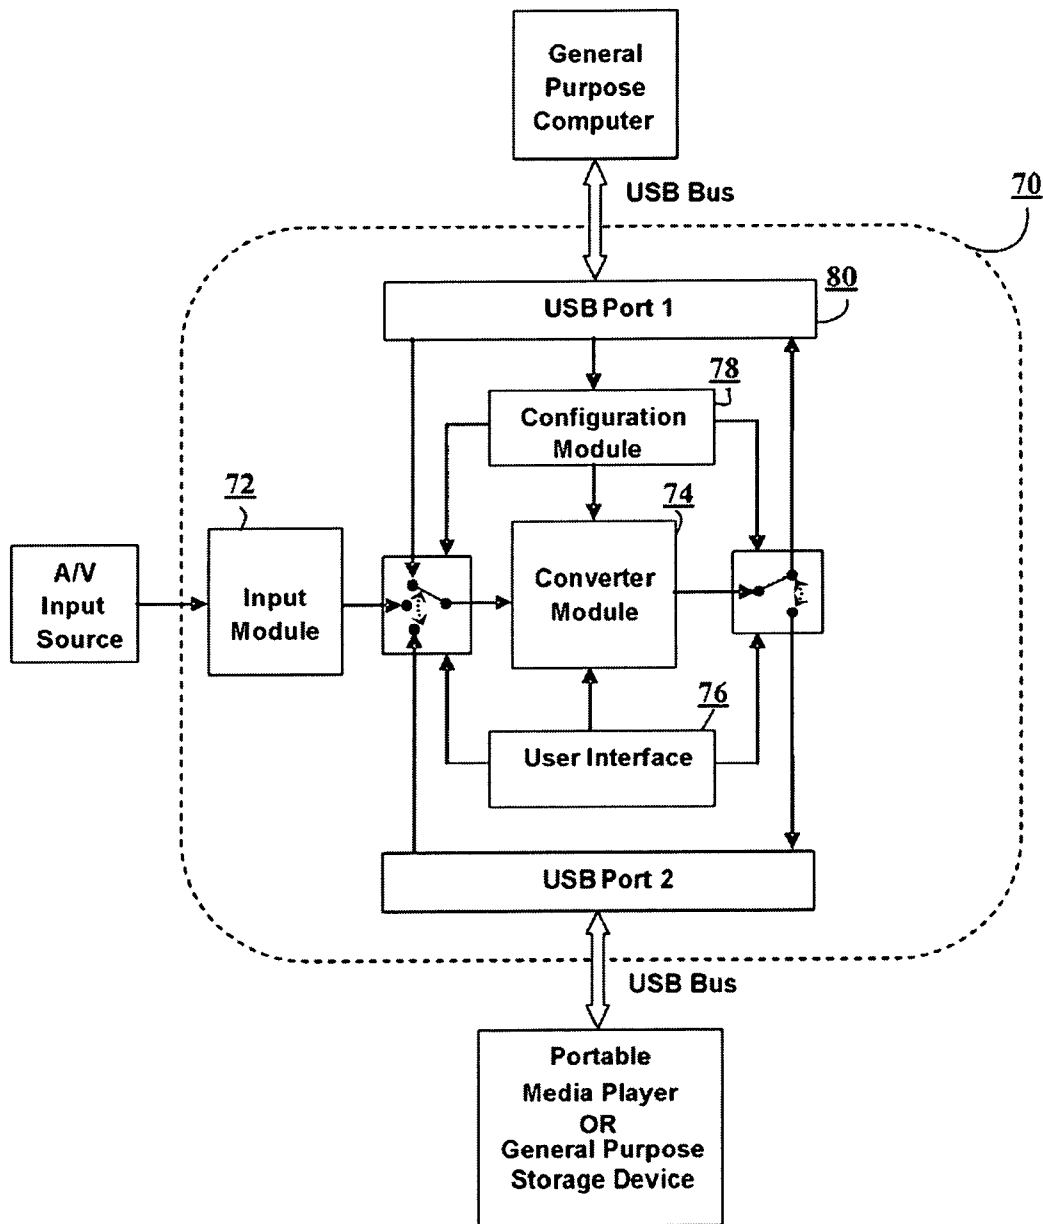 General
Purpose
Computer
USB Bus
70
80
USB Port 1
78
Configuration
Module
72
74
A/V
Input
Source
Input
Module
Converter
Module
76
User Interface
USB Port 2
USB Bus
Portable
Media Player
OR
General Purpose
Storage Device